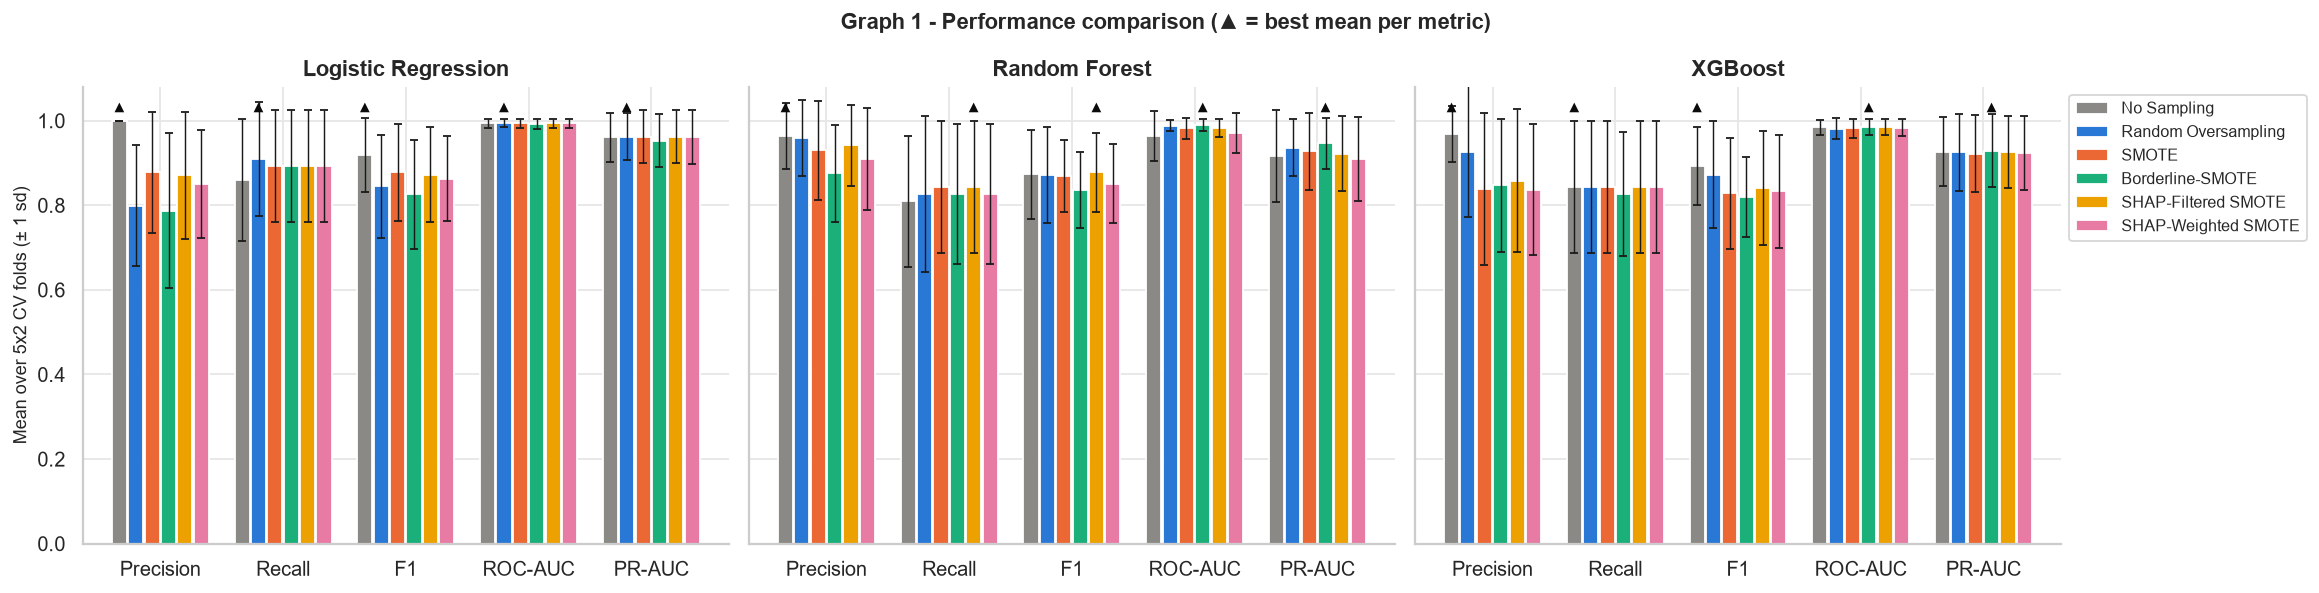 Graph 1 - Performance comparison (▲ = best mean per metric)
Logistic Regression
Random Forest
XGBoost
Mean over 5x2 CV folds (± 1 sd)
1.0
0.8
0.6
0.4
0.2
0.0
Precision Recall F1 ROC-AUC PR-AUC
Precision Recall F1 ROC-AUC PR-AUC
Precision Recall F1 ROC-AUC PR-AUC
No Sampling
Random Oversampling
SMOTE
Borderline-SMOTE
SHAP-Filtered SMOTE
SHAP-Weighted SMOTE